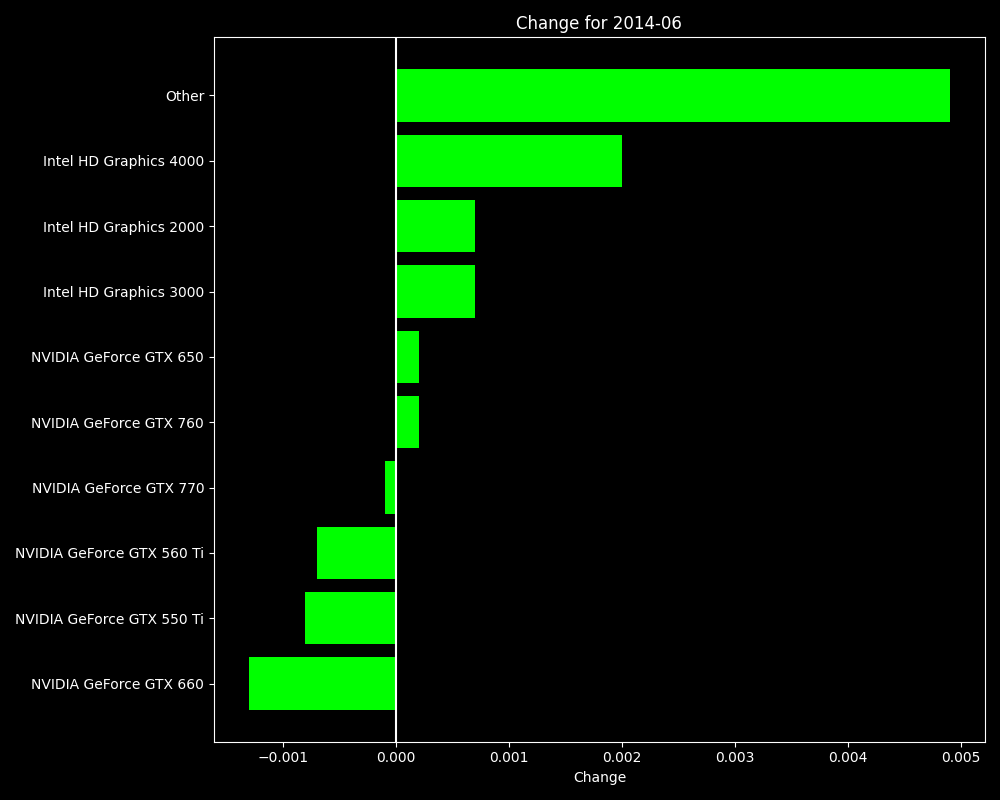 Change for 2014-06
Other
Intel HD Graphics 4000
Intel HD Graphics 2000
Intel HD Graphics 3000
NVIDIA GeForce GTX 650
NVIDIA GeForce GTX 760
NVIDIA GeForce GTX 770
NVIDIA GeForce GTX 560 Ti
NVIDIA GeForce GTX 550 Ti
NVIDIA GeForce GTX 660
−0.001 0.000 0.001 0.002 0.003 0.004 0.005
Change